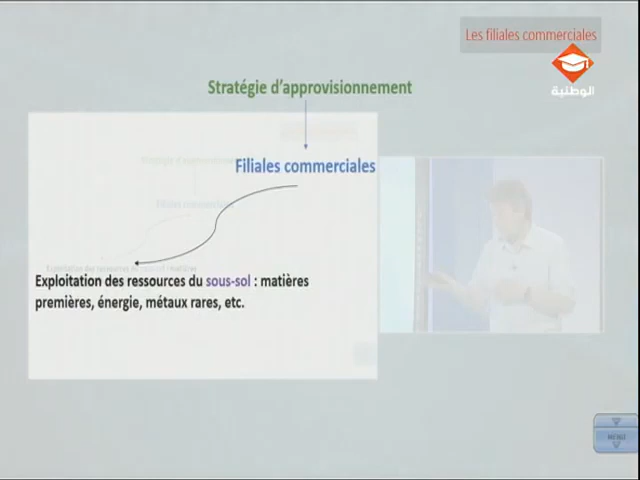 Les filiales commerciales
الوطنية
Stratégie d'approvisionnement
Filiales commerciales
Exploitation des ressources du sous-sol : matières
premières, énergie, métaux rares, etc.
MENU